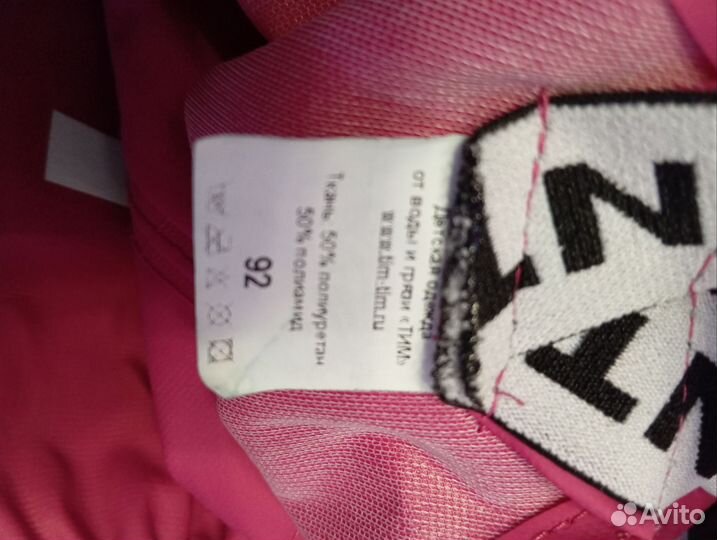 Детская одежда
от воды и грязи «ТИМ»
www.tim-tim.ru
Ткань: 50% полиуретан
50% полиамид
92
Avito